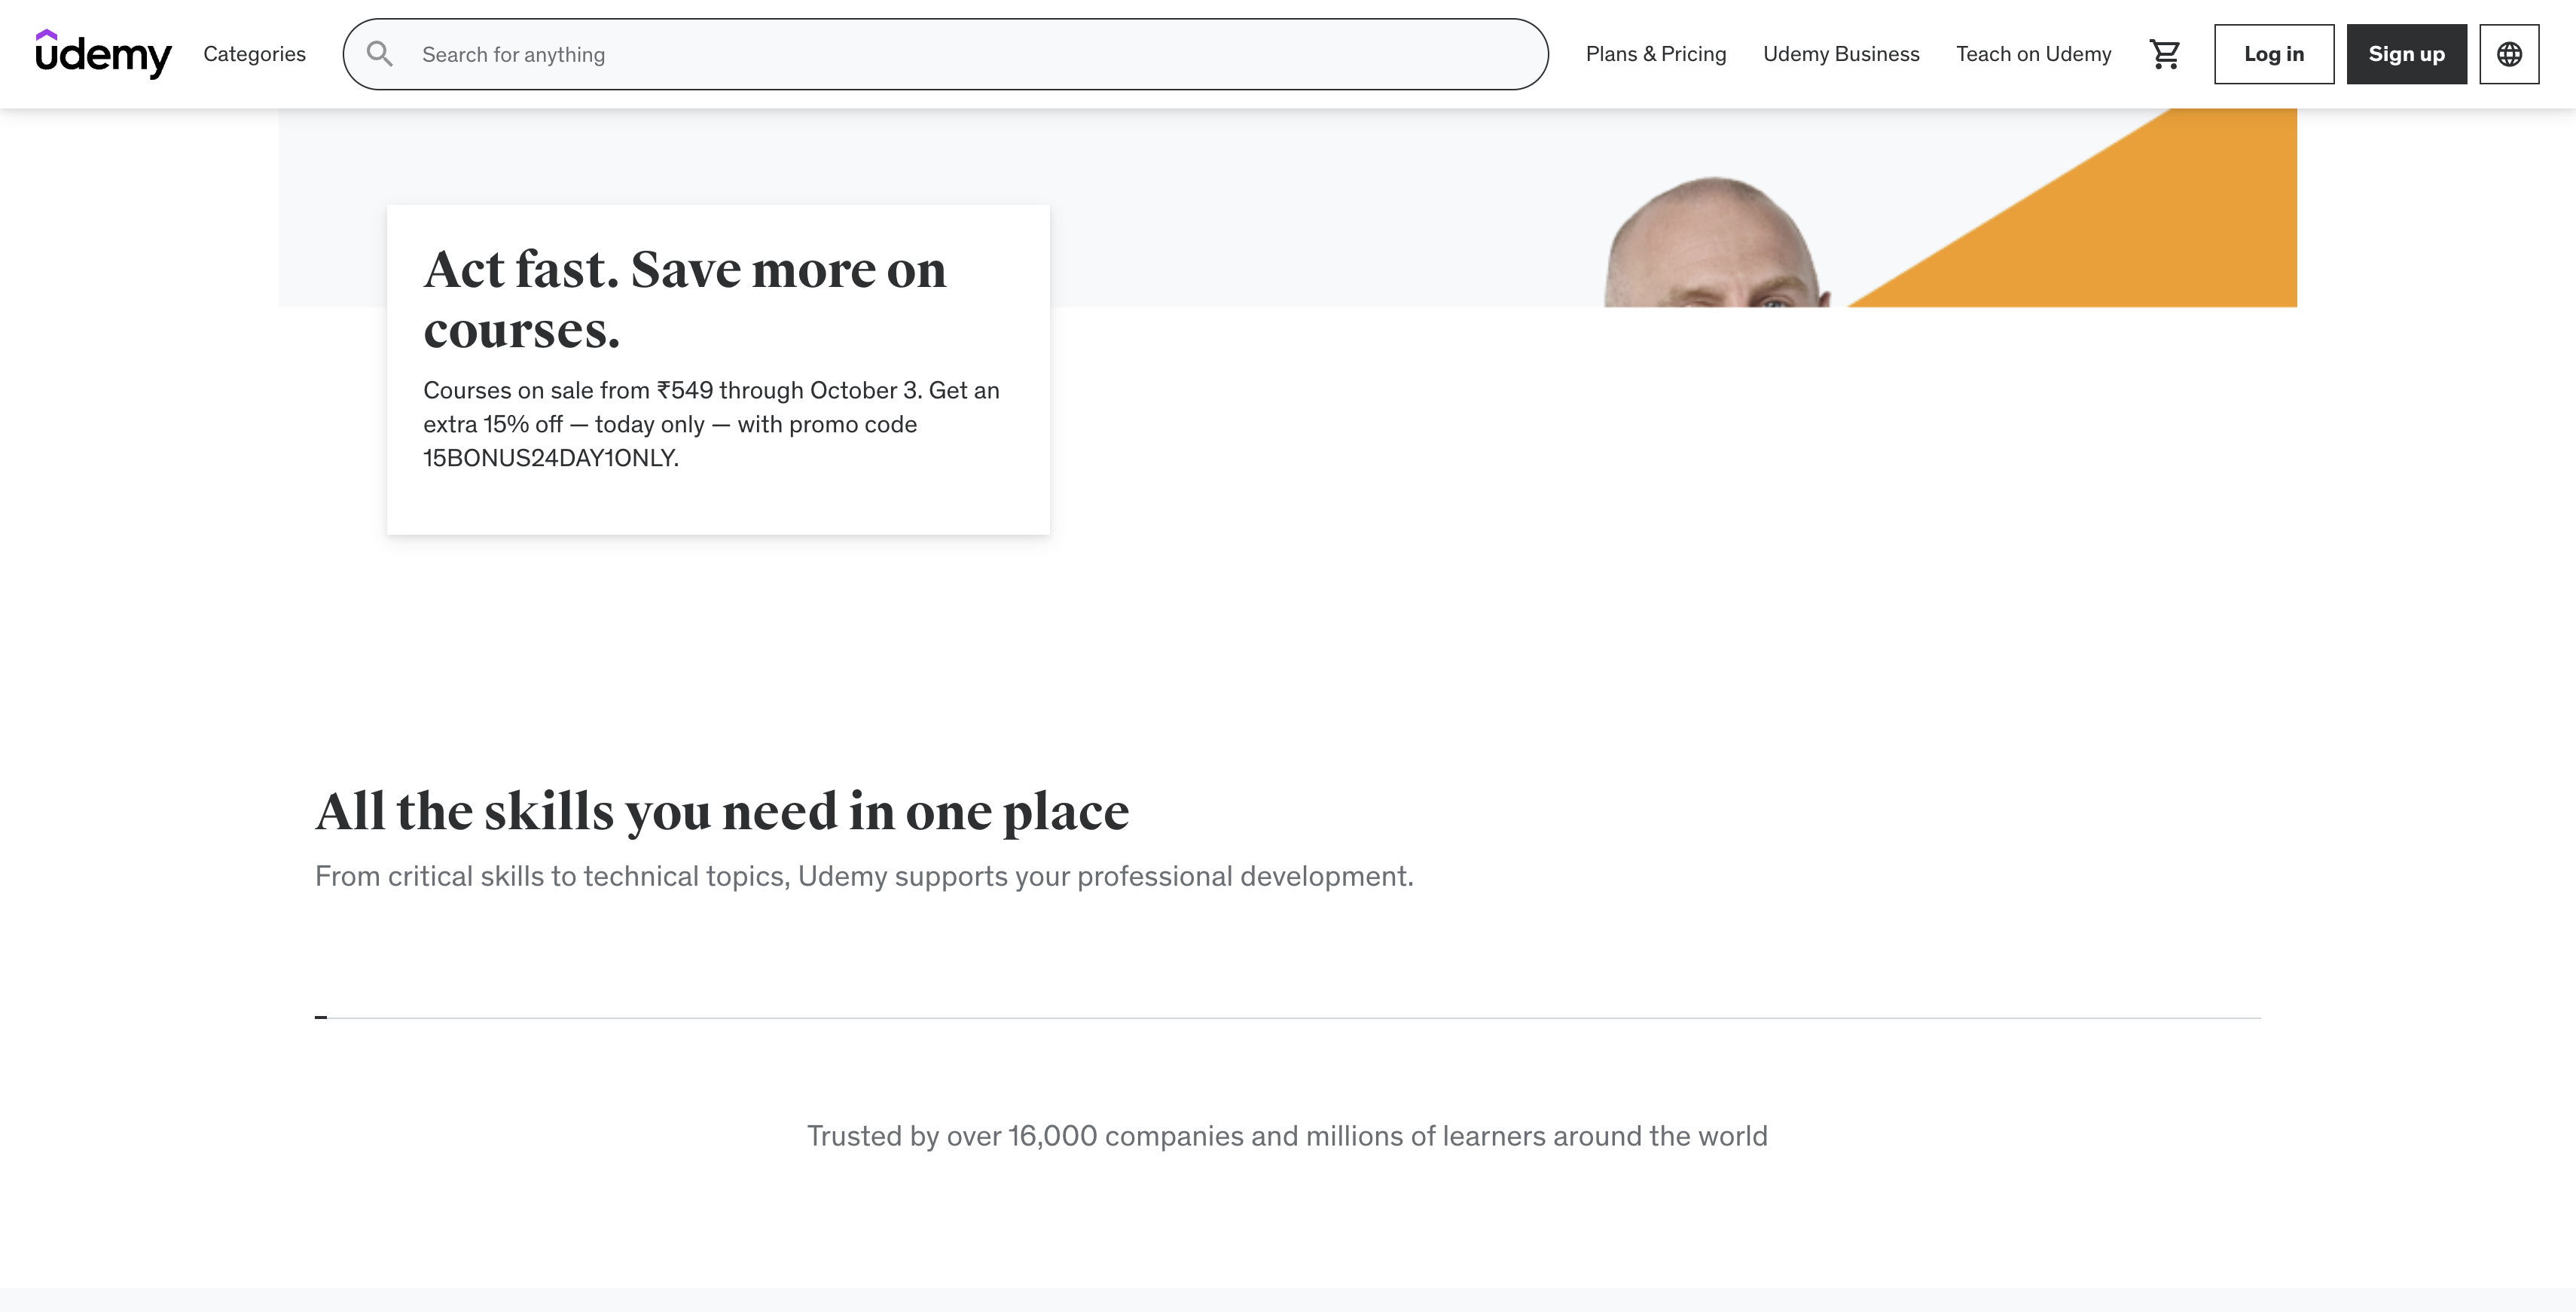 udemy
Categories
Search for anything
Plans & Pricing
Udemy Business
Teach on Udemy
Log in
Sign up
Act fast. Save more on
courses.
Courses on sale from ₹549 through October 3. Get an
extra 15% off — today only — with promo code
15BONUS24DAY1ONLY.
All the skills you need in one place
From critical skills to technical topics, Udemy supports your professional development.
Trusted by over 16,000 companies and millions of learners around the world